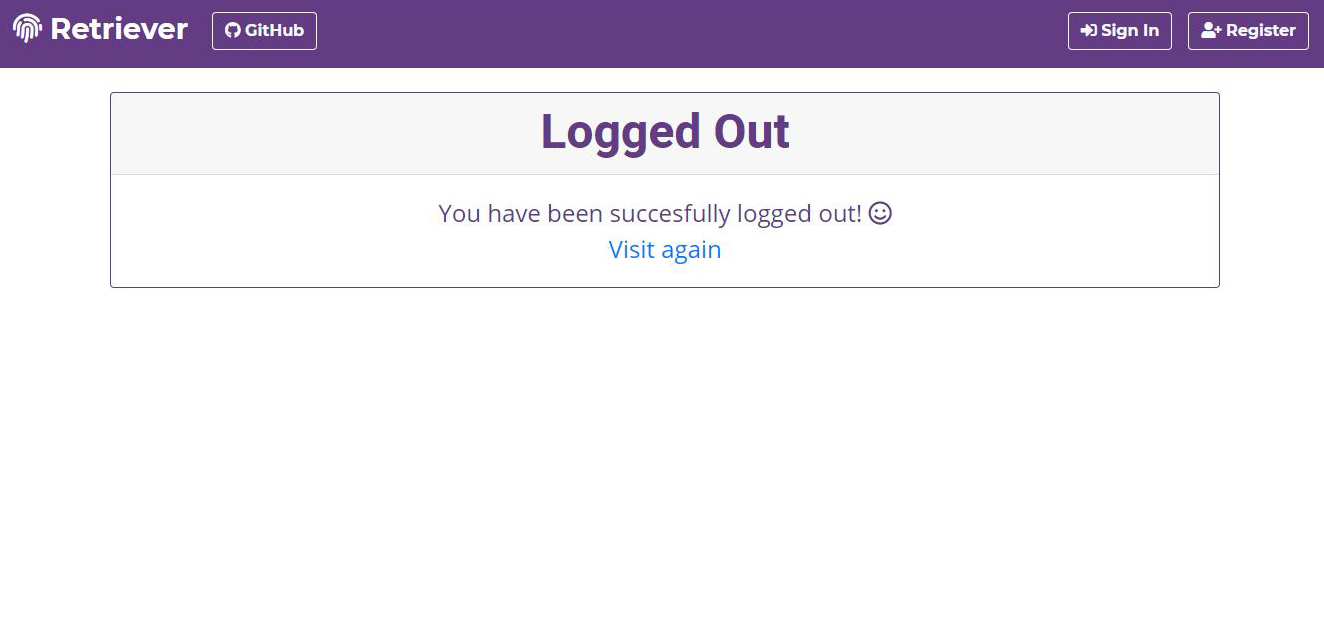 Retriever GitHub Sign In Register
Logged Out
You have been succesfully logged out!
Visit again